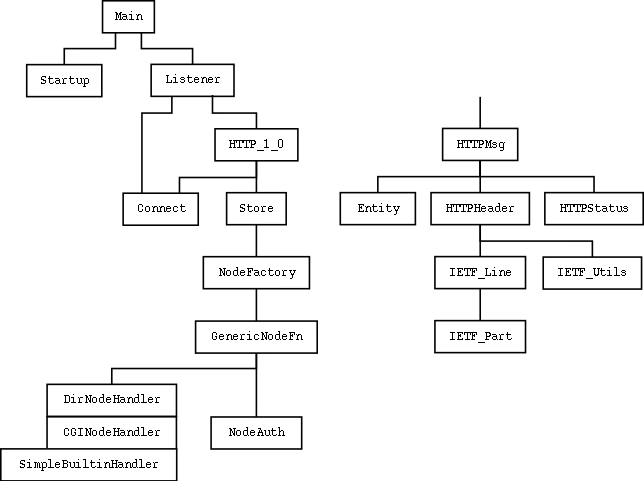 Main
Startup
Listener
HTTP_1_0
HTTPMsg
Connect
Store
Entity
HTTPHeader
HTTPStatus
NodeFactory
IETF_Line
IETF_Utils
GenericNodeFn
IETF_Part
DirNodeHandler
CGINodeHandler
NodeAuth
SimpleBuiltinHandler